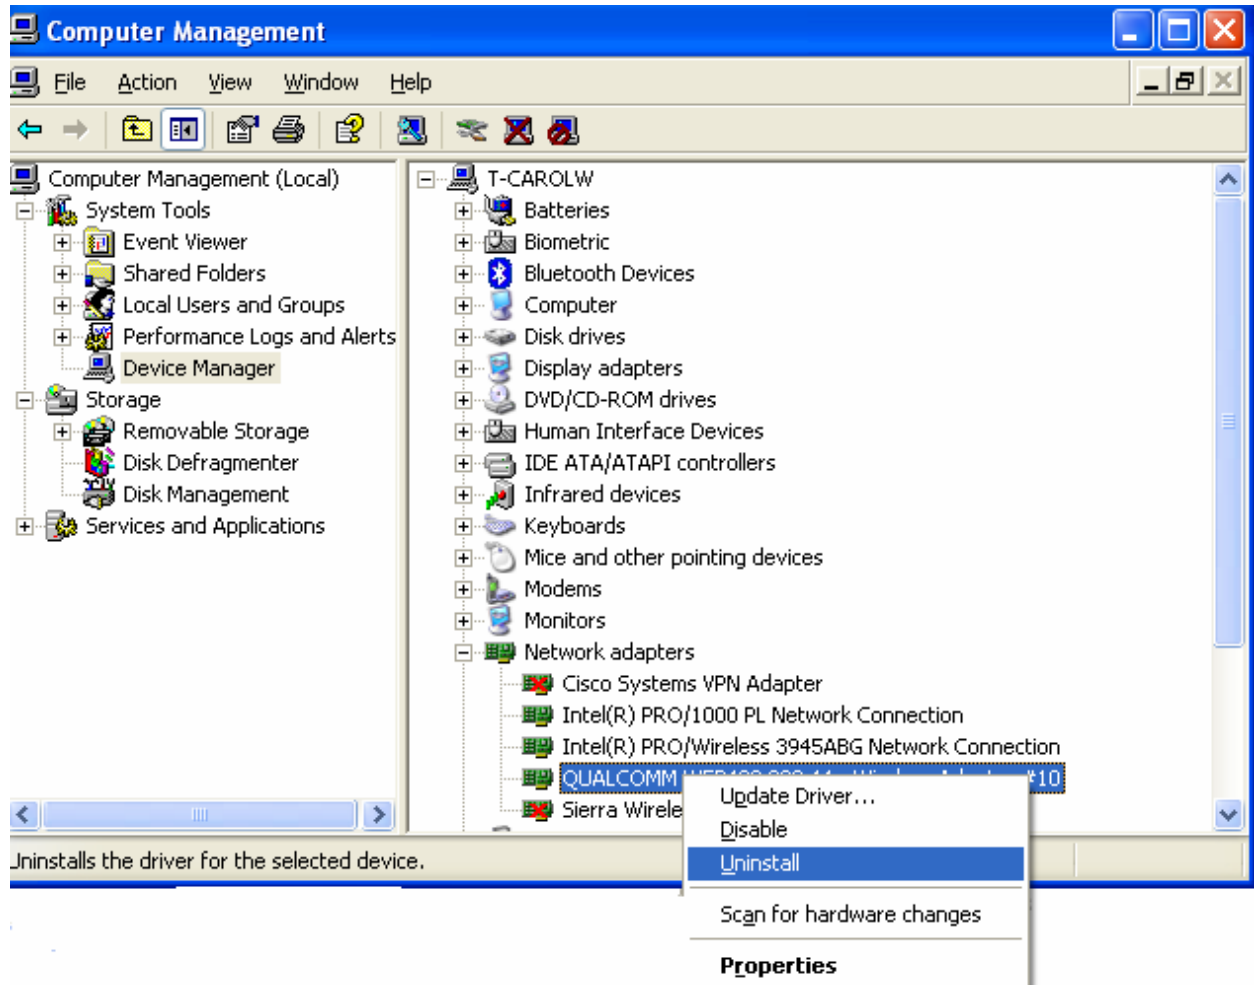 Computer Management
File Action View Window Help
Computer Management (Local)
System Tools
Event Viewer
Shared Folders
Local Users and Groups
Performance Logs and Alerts
Device Manager
Storage
Removable Storage
Disk Defragmenter
Disk Management
Services and Applications
T-CAROLW
Batteries
Biometric
Bluetooth Devices
Computer
Disk drives
Display adapters
DVD/CD-ROM drives
Human Interface Devices
IDE ATA/ATAPI controllers
Infrared devices
Keyboards
Mice and other pointing devices
Modems
Monitors
Network adapters
Cisco Systems VPN Adapter
Intel(R) PRO/1000 PL Network Connection
Intel(R) PRO/Wireless 3945ABG Network Connection
QUALCOMM #10
Sierra Wirele
Update Driver...
Disable
Uninstall
Scan for hardware changes
Properties
Uninstalls the driver for the selected device.